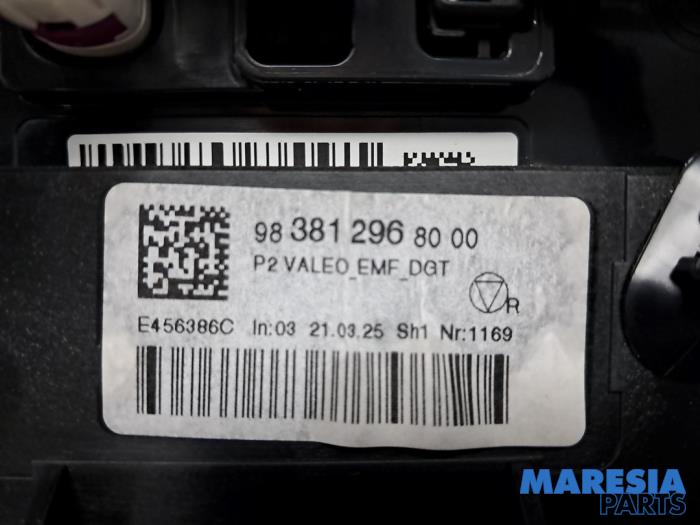 98 381 296 80 00
P2 VALEO_EMF_DGT
R
E456386C In:03 21.03.25 Sh1 Nr:1169
MARESIA
PARTS